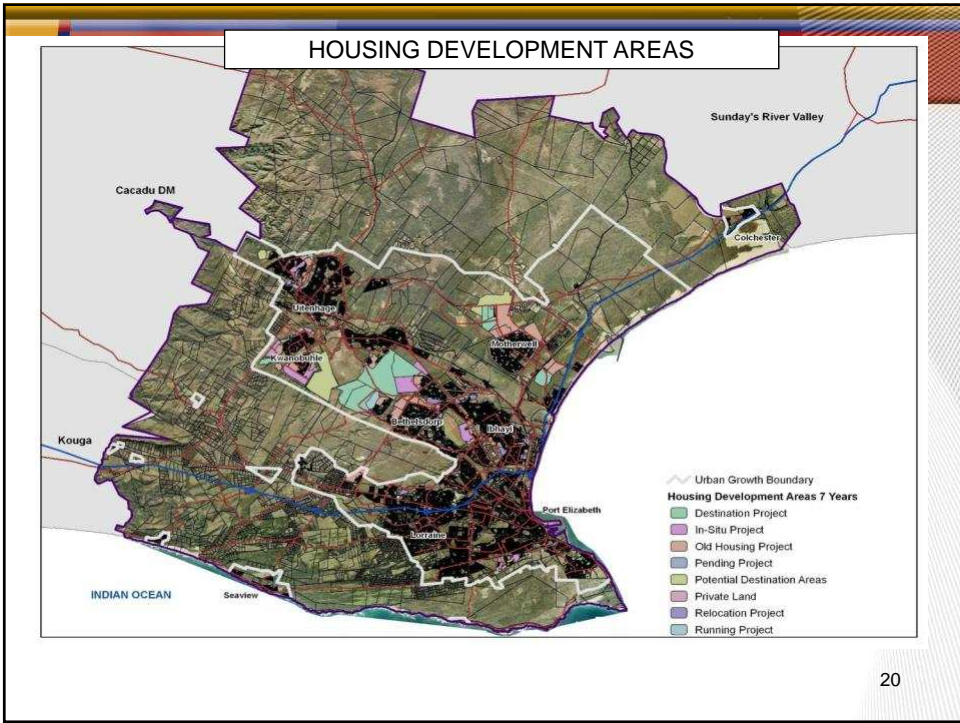 HOUSING DEVELOPMENT AREAS
Sunday's River Valley
Cacadu DM
Colchester
Uitenhage
Motherwell
Kwanobuhle
Bethelsdorp
Ibhayi
Kouga
Urban Growth Boundary
Housing Development Areas 7 Years
Port Elizabeth
Destination Project
In-Situ Project
Lorraine
Old Housing Project
Pending Project
Potential Destination Areas
INDIAN OCEAN
Seaview
Private Land
Relocation Project
Running Project
20